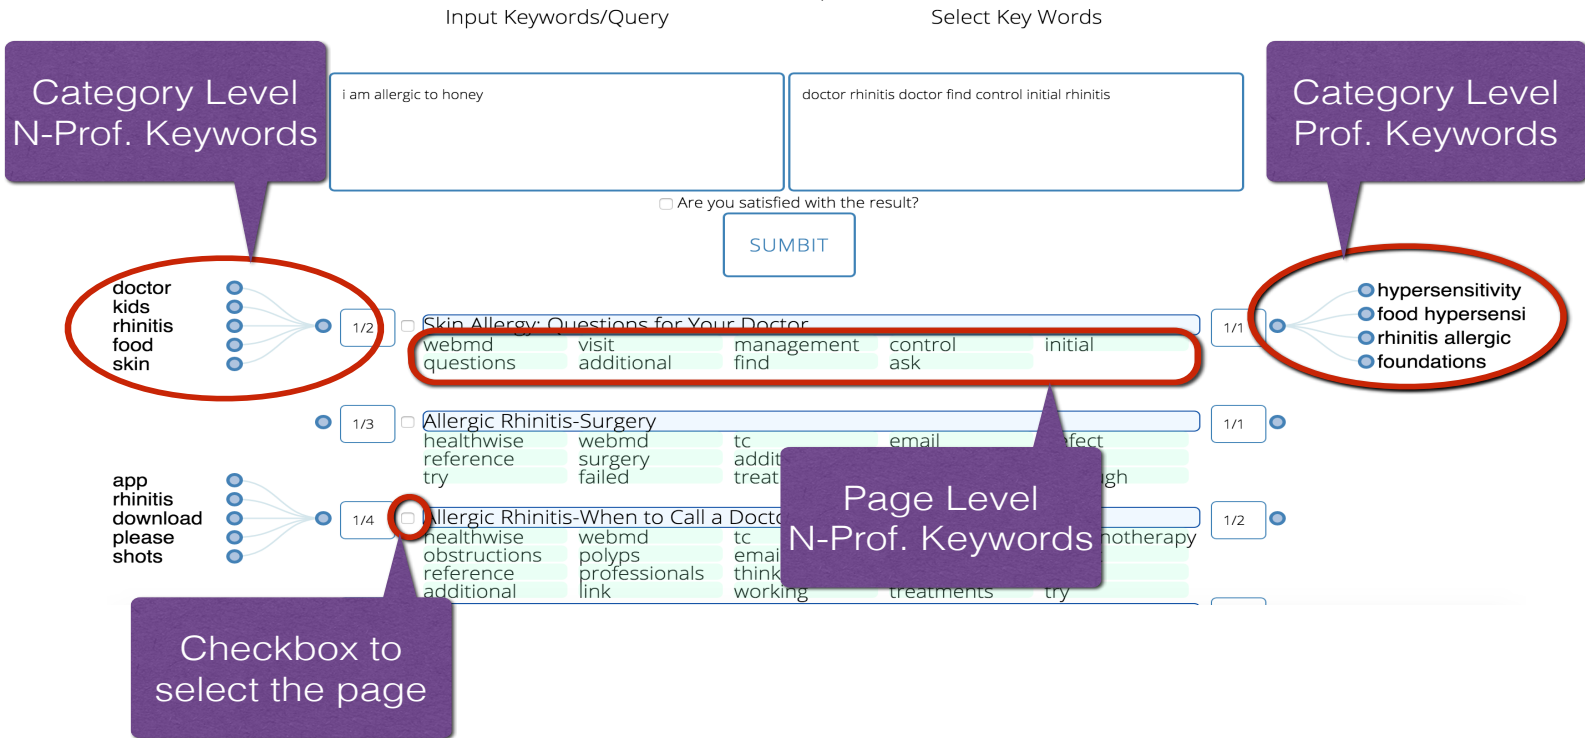 Input Keywords/Query
Select Key Words
Category Level
N-Prof. Keywords
i am allergic to honey
doctor rhinitis doctor find control initial rhinitis
Category Level
Prof. Keywords
Are you satisfied with the result?
SUMBIT
doctor
kids
rhinitis
food
skin
1/2
Skin Allergy: Questions for Your Doctor
webmd visit management control initial
questions additional find ask
1/1
hypersensitivity
food hypersensi
rhinitis allergic
foundations
1/3
Allergic Rhinitis-Surgery
healthwise webmd tc email
reference surgery
try failed
1/1
Page Level
N-Prof. Keywords
app
rhinitis
download
please
shots
1/4
Allergic Rhinitis-When to Call a
healthwise webmd tc
obstructions polyps
reference professionals
additional link working treatments try
1/2
Checkbox to
select the page